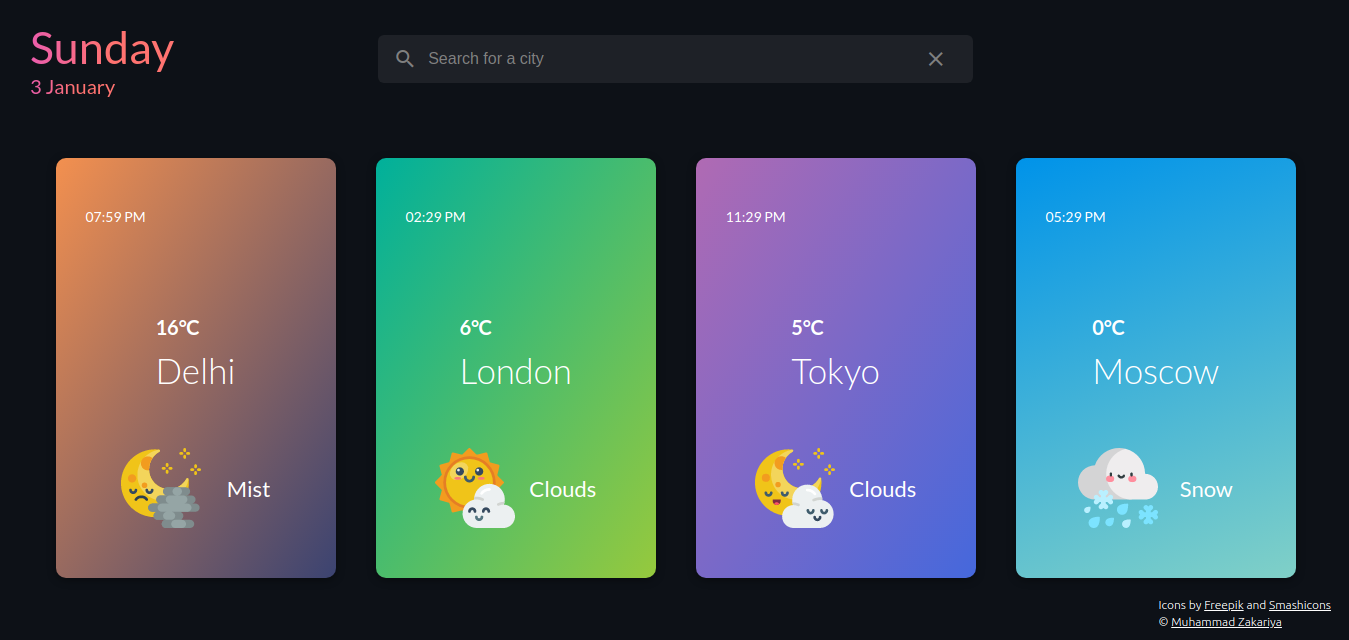 Sunday
3 January
Search for a city
07:59 PM
16°C
Delhi
Mist
02:29 PM
6°C
London
Clouds
11:29 PM
5°C
Tokyo
Clouds
05:29 PM
0°C
Moscow
Snow
Icons by Freepik and Smashicons
© Muhammad Zakariya